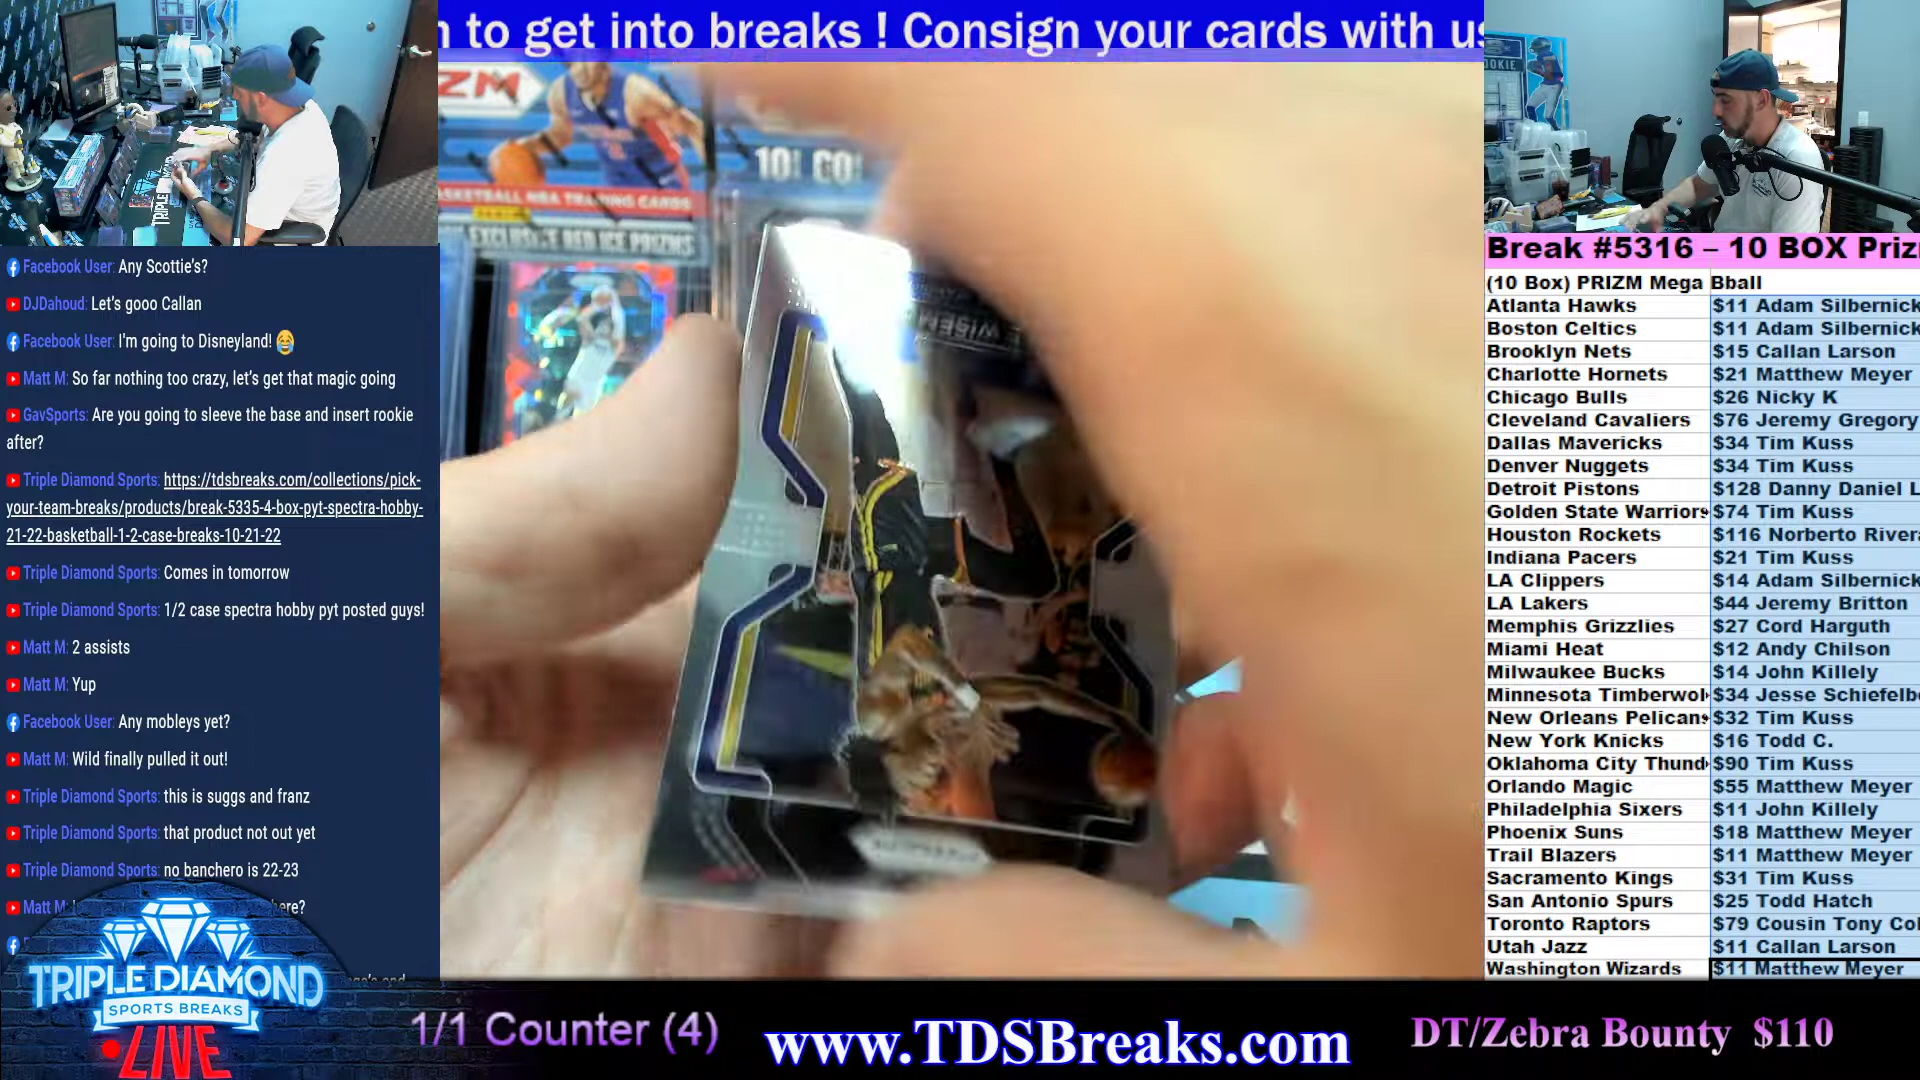 to get into breaks ! Consign your cards with us
ZM
10! CO
BASKETBALL NBA TRADING CARDS
EXCLUSIVE RED ICE PRIZMS
OOKIE
Facebook User: Any Scottie's?
DJDahoud: Let's gooo Callan
Facebook User: I'm going to Disneyland! 😂
Matt M: So far nothing too crazy, let's get that magic going
GavSports: Are you going to sleeve the base and insert rookie
after?
Triple Diamond Sports: https://tdsbreaks.com/collections/pick-
your-team-breaks/products/break-5335-4-box-pyt-spectra-hobby-
21-22-basketball-1-2-case-breaks-10-21-22
Triple Diamond Sports: Comes in tomorrow
Triple Diamond Sports: 1/2 case spectra hobby pyt posted guys!
Matt M: 2 assists
Matt M: Yup
Facebook User: Any mobleys yet?
Matt M: Wild finally pulled it out!
Triple Diamond Sports: this is suggs and franz
Triple Diamond Sports: that product not out yet
Triple Diamond Sports: no banchero is 22-23
Matt M: here?
TRIPLE DIAMOND
SPORTS BREAKS
LIVE
Break #5316 – 10 BOX Priz
(10 Box) PRIZM Mega Bball
Atlanta Hawks $11 Adam Silbernick
Boston Celtics $11 Adam Silbernick
Brooklyn Nets $15 Callan Larson
Charlotte Hornets $21 Matthew Meyer
Chicago Bulls $26 Nicky K
Cleveland Cavaliers $76 Jeremy Gregory
Dallas Mavericks $34 Tim Kuss
Denver Nuggets $34 Tim Kuss
Detroit Pistons $128 Danny Daniel L
Golden State Warriors $74 Tim Kuss
Houston Rockets $116 Norberto Rivera
Indiana Pacers $21 Tim Kuss
LA Clippers $14 Adam Silbernick
LA Lakers $44 Jeremy Britton
Memphis Grizzlies $27 Cord Harguth
Miami Heat $12 Andy Chilson
Milwaukee Bucks $14 John Killely
Minnesota Timberwol $34 Jesse Schiefelbe
New Orleans Pelicans $32 Tim Kuss
New York Knicks $16 Todd C.
Oklahoma City Thund $90 Tim Kuss
Orlando Magic $55 Matthew Meyer
Philadelphia Sixers $11 John Killely
Phoenix Suns $18 Matthew Meyer
Trail Blazers $11 Matthew Meyer
Sacramento Kings $31 Tim Kuss
San Antonio Spurs $25 Todd Hatch
Toronto Raptors $79 Cousin Tony Col
Utah Jazz $11 Callan Larson
Washington Wizards $11 Matthew Meyer
1/1 Counter (4)
www.TDSBreaks.com
DT/Zebra Bounty $110